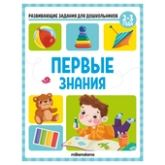 РАЗВИВАЮЩИЕ ЗАДАНИЯ ДЛЯ ДОШКОЛЬНИКОВ
ПЕРВЫЕ
ЗНАНИЯ